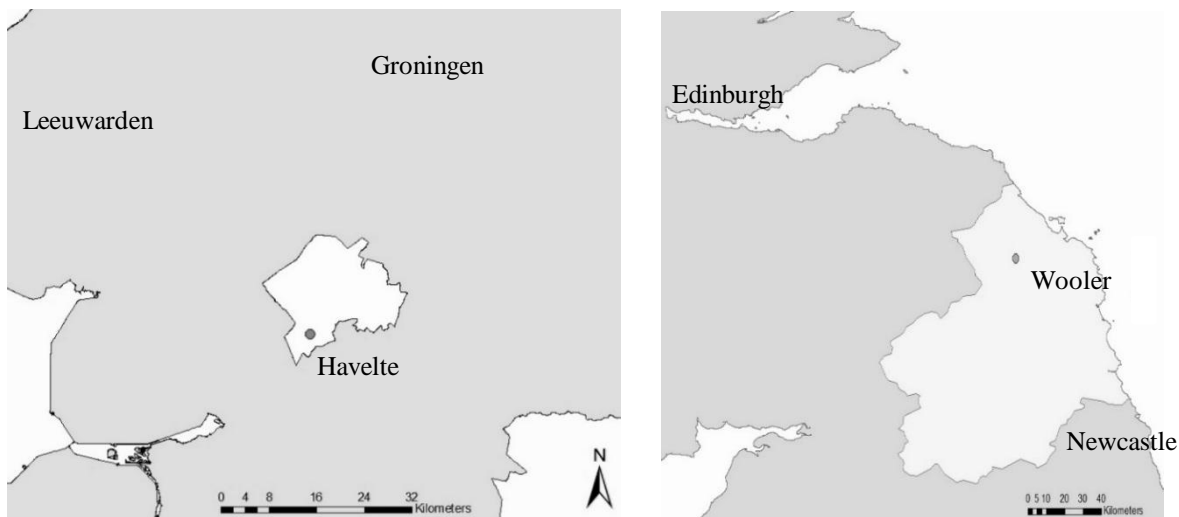 Groningen
Leeuwarden
Havelte
N
0 2 4 8 16 24 32
Kilometers
Edinburgh
Wooler
Newcastle
0 5 10 20 30 40
Kilometers